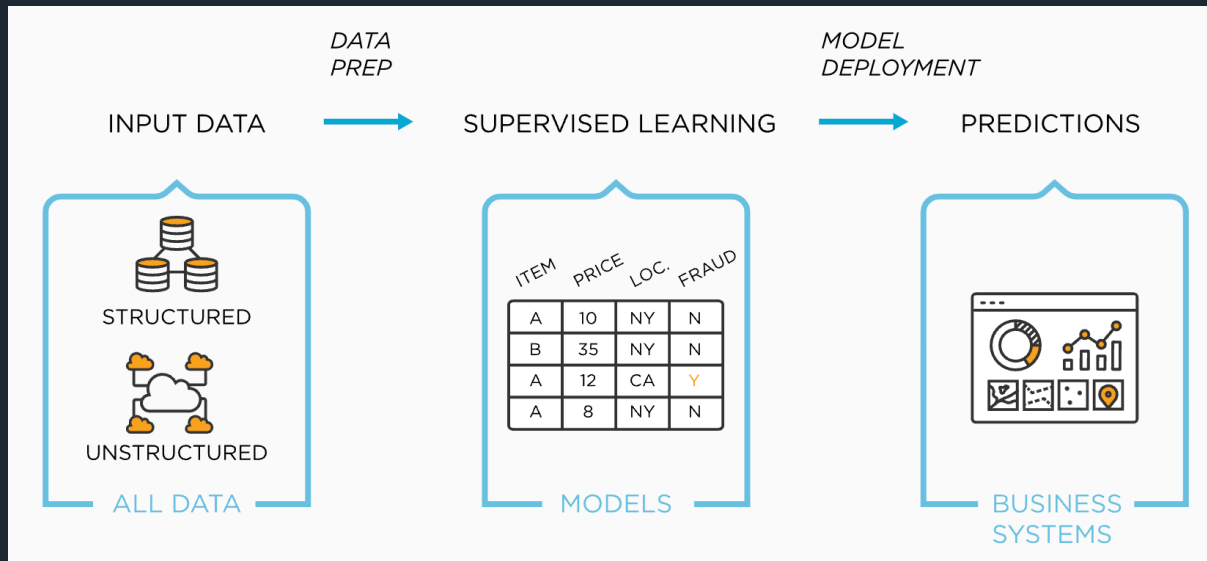 DATA
PREP
MODEL
DEPLOYMENT
INPUT DATA
SUPERVISED LEARNING
PREDICTIONS
STRUCTURED
UNSTRUCTURED
ALL DATA
ITEM PRICE LOC. FRAUD
A 10 NY N
B 35 NY N
A 12 CA Y
A 8 NY N
MODELS
BUSINESS
SYSTEMS